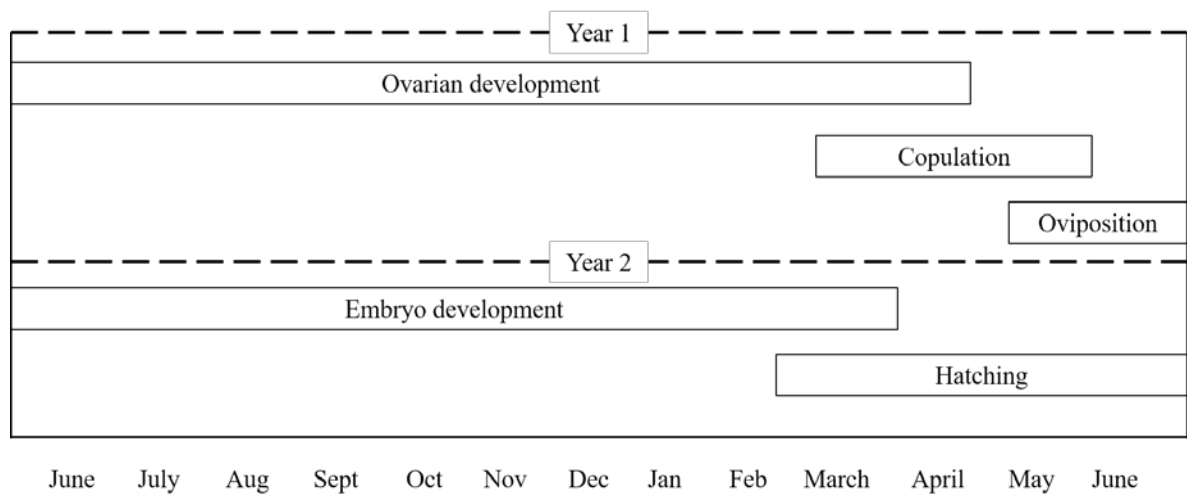 Year 1
Ovarian development
Copulation
Oviposition
Year 2
Embryo development
Hatching
June July Aug Sept Oct Nov Dec Jan Feb March April May June